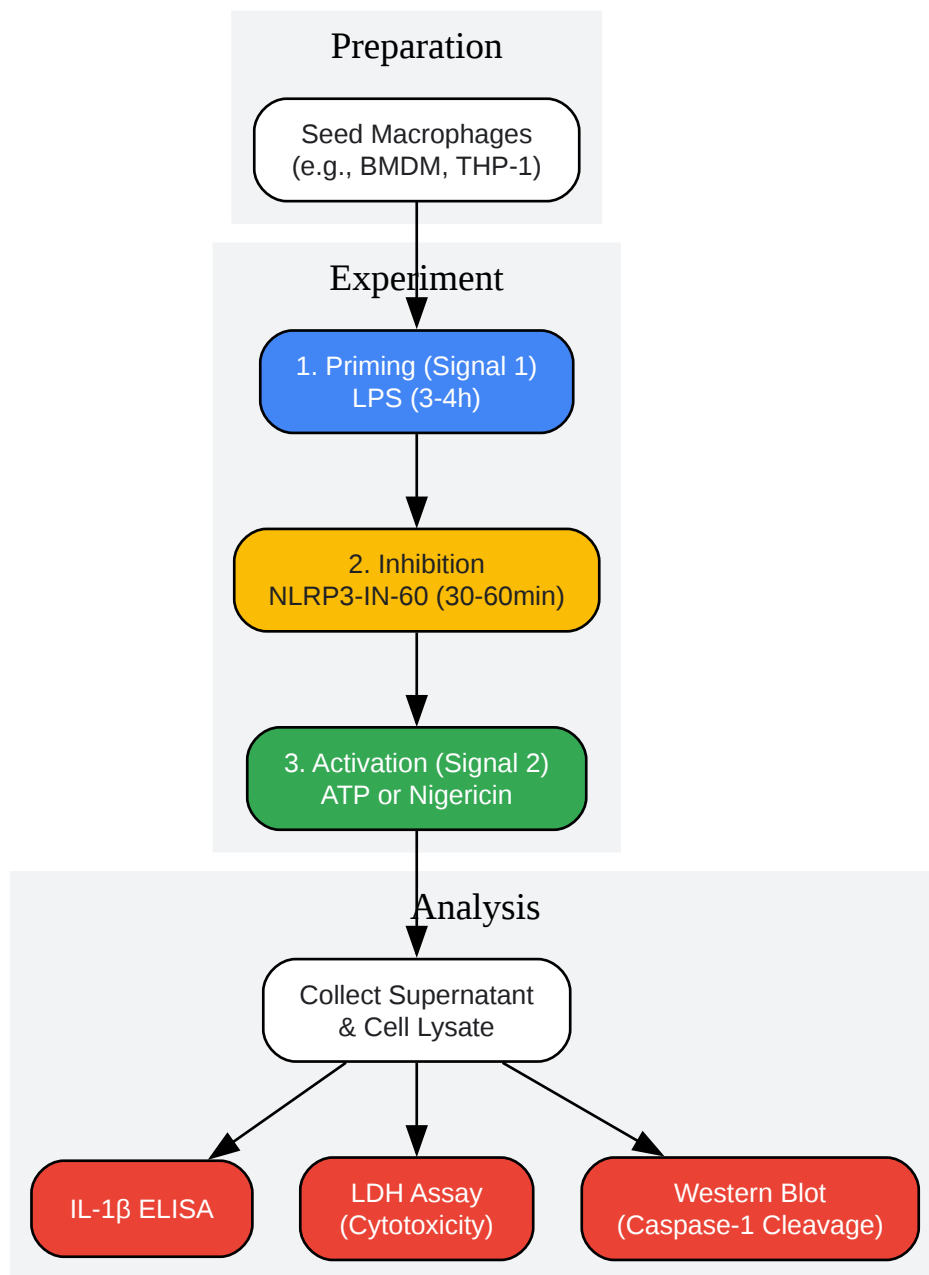 Preparation
Seed Macrophages
(e.g., BMDM, THP-1)
Experiment
1. Priming (Signal 1)
LPS (3-4h)
2. Inhibition
NLRP3-IN-60 (30-60min)
3. Activation (Signal 2)
ATP or Nigericin
Analysis
Collect Supernatant
& Cell Lysate
IL-1β ELISA
LDH Assay
(Cytotoxicity)
Western Blot
(Caspase-1 Cleavage)